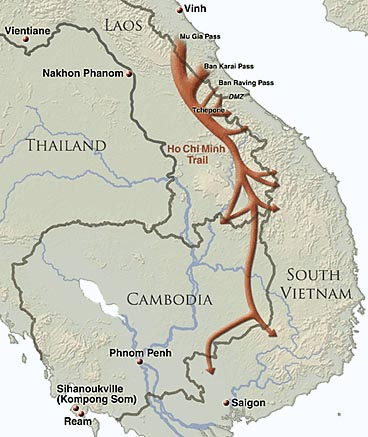 Vinh
LAOS
Vientiane
Mu Gia Pass
Nakhon Phanom
Ban Karai Pass
Ban Raving Pass
DMZ
Tchepone
THAILAND
Ho Chi Minh
Trail
CAMBODIA
SOUTH
VIETNAM
Phnom Penh
Sihanoukville
(Kompong Som)
Ream
Saigon